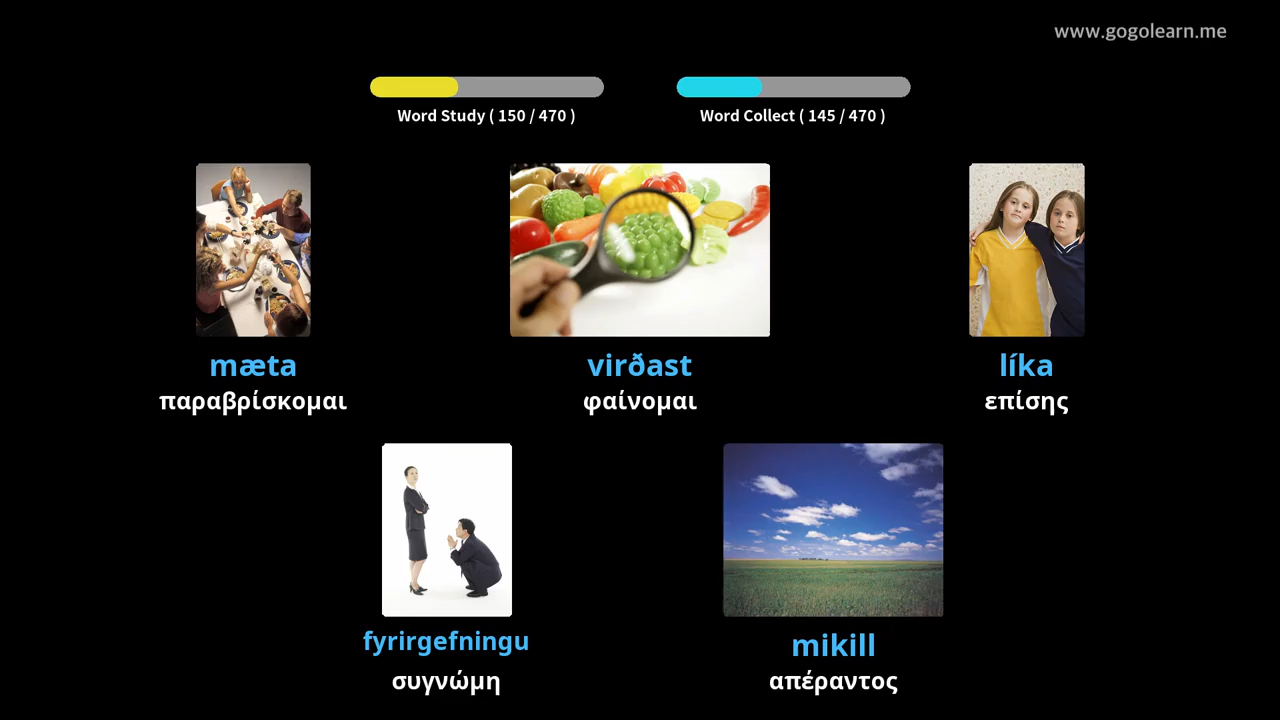 www.gogolearn.me
Word Study ( 150 / 470 )
Word Collect ( 145 / 470 )
mæta
παραβρίσκομαι
virðast
φαίνομαι
líka
επίσης
fyrirgefningu
συγνώμη
mikill
απέραντος